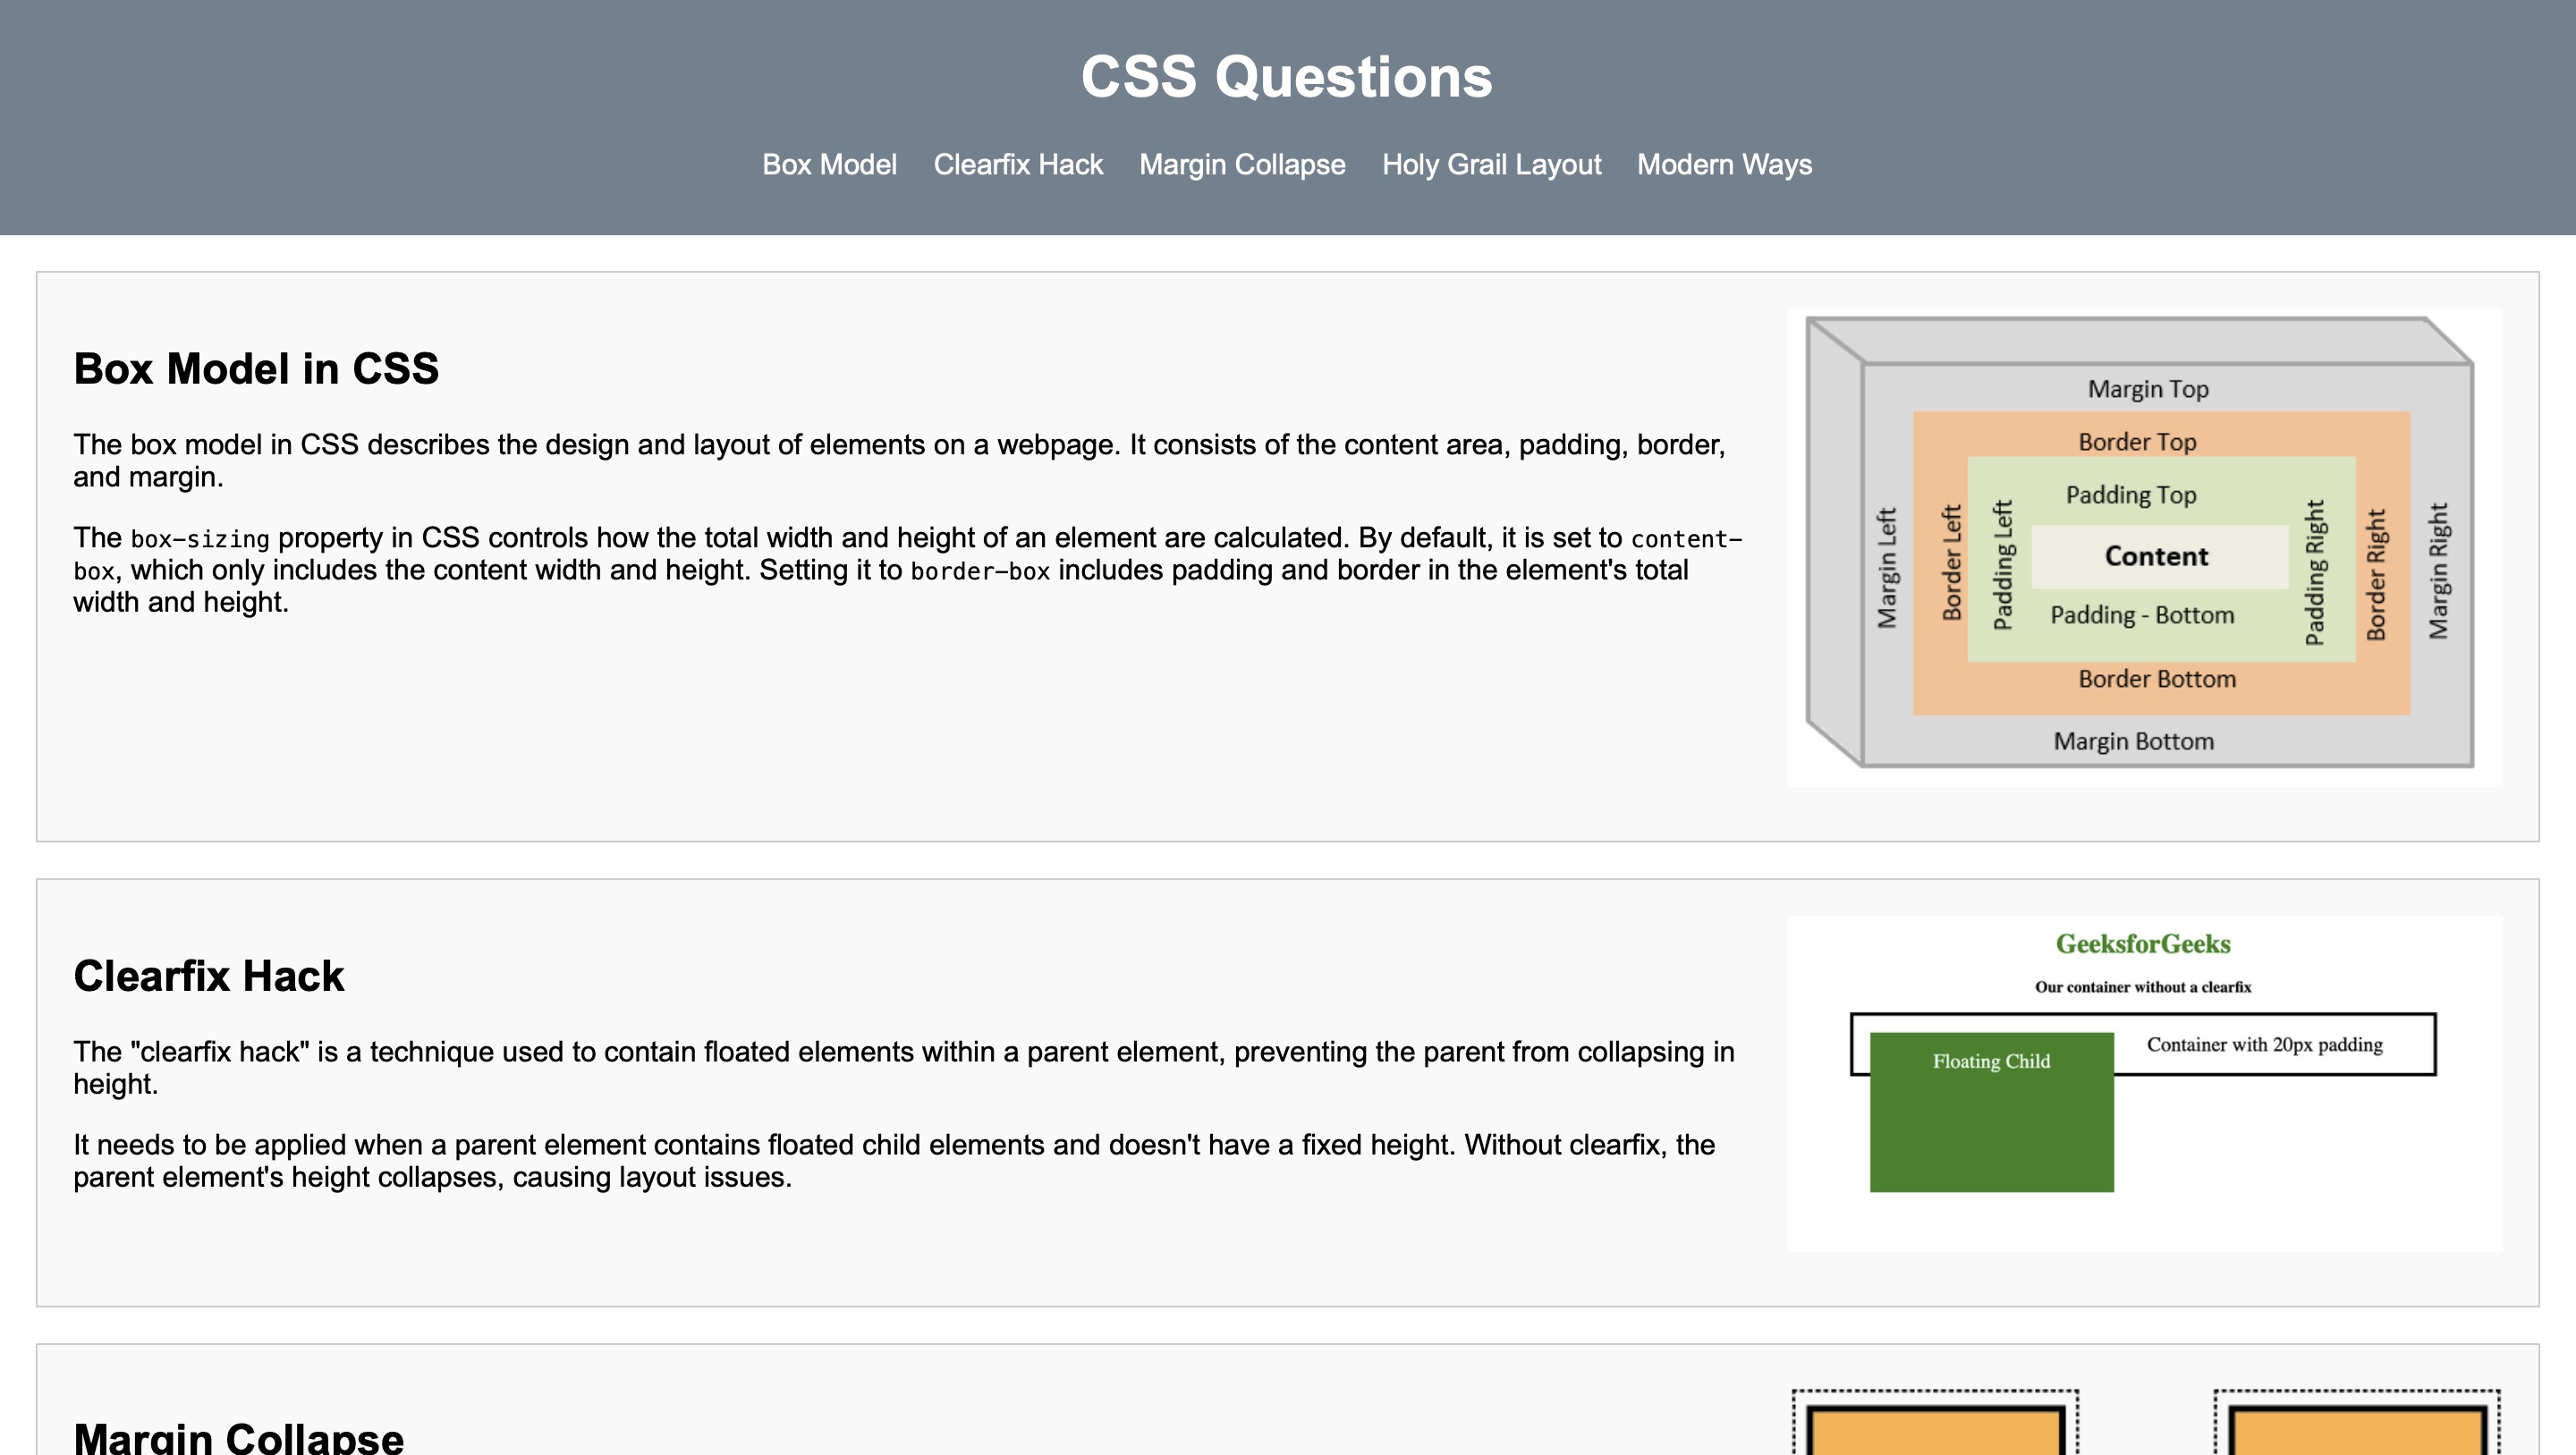 CSS Questions
Box Model Clearfix Hack Margin Collapse Holy Grail Layout Modern Ways
Box Model in CSS
The box model in CSS describes the design and layout of elements on a webpage. It consists of the content area, padding, border,
and margin.
The box-sizing property in CSS controls how the total width and height of an element are calculated. By default, it is set to content-
box, which only includes the content width and height. Setting it to border-box includes padding and border in the element's total
width and height.
Margin Top
Border Top
Padding Top
Margin Left
Border Left
Padding Left
Content
Padding Right
Border Right
Margin Right
Padding - Bottom
Border Bottom
Margin Bottom
Clearfix Hack
The "clearfix hack" is a technique used to contain floated elements within a parent element, preventing the parent from collapsing in
height.
It needs to be applied when a parent element contains floated child elements and doesn't have a fixed height. Without clearfix, the
parent element's height collapses, causing layout issues.
GeeksforGeeks
Our container without a clearfix
Container with 20px padding
Floating Child
Margin Collapse